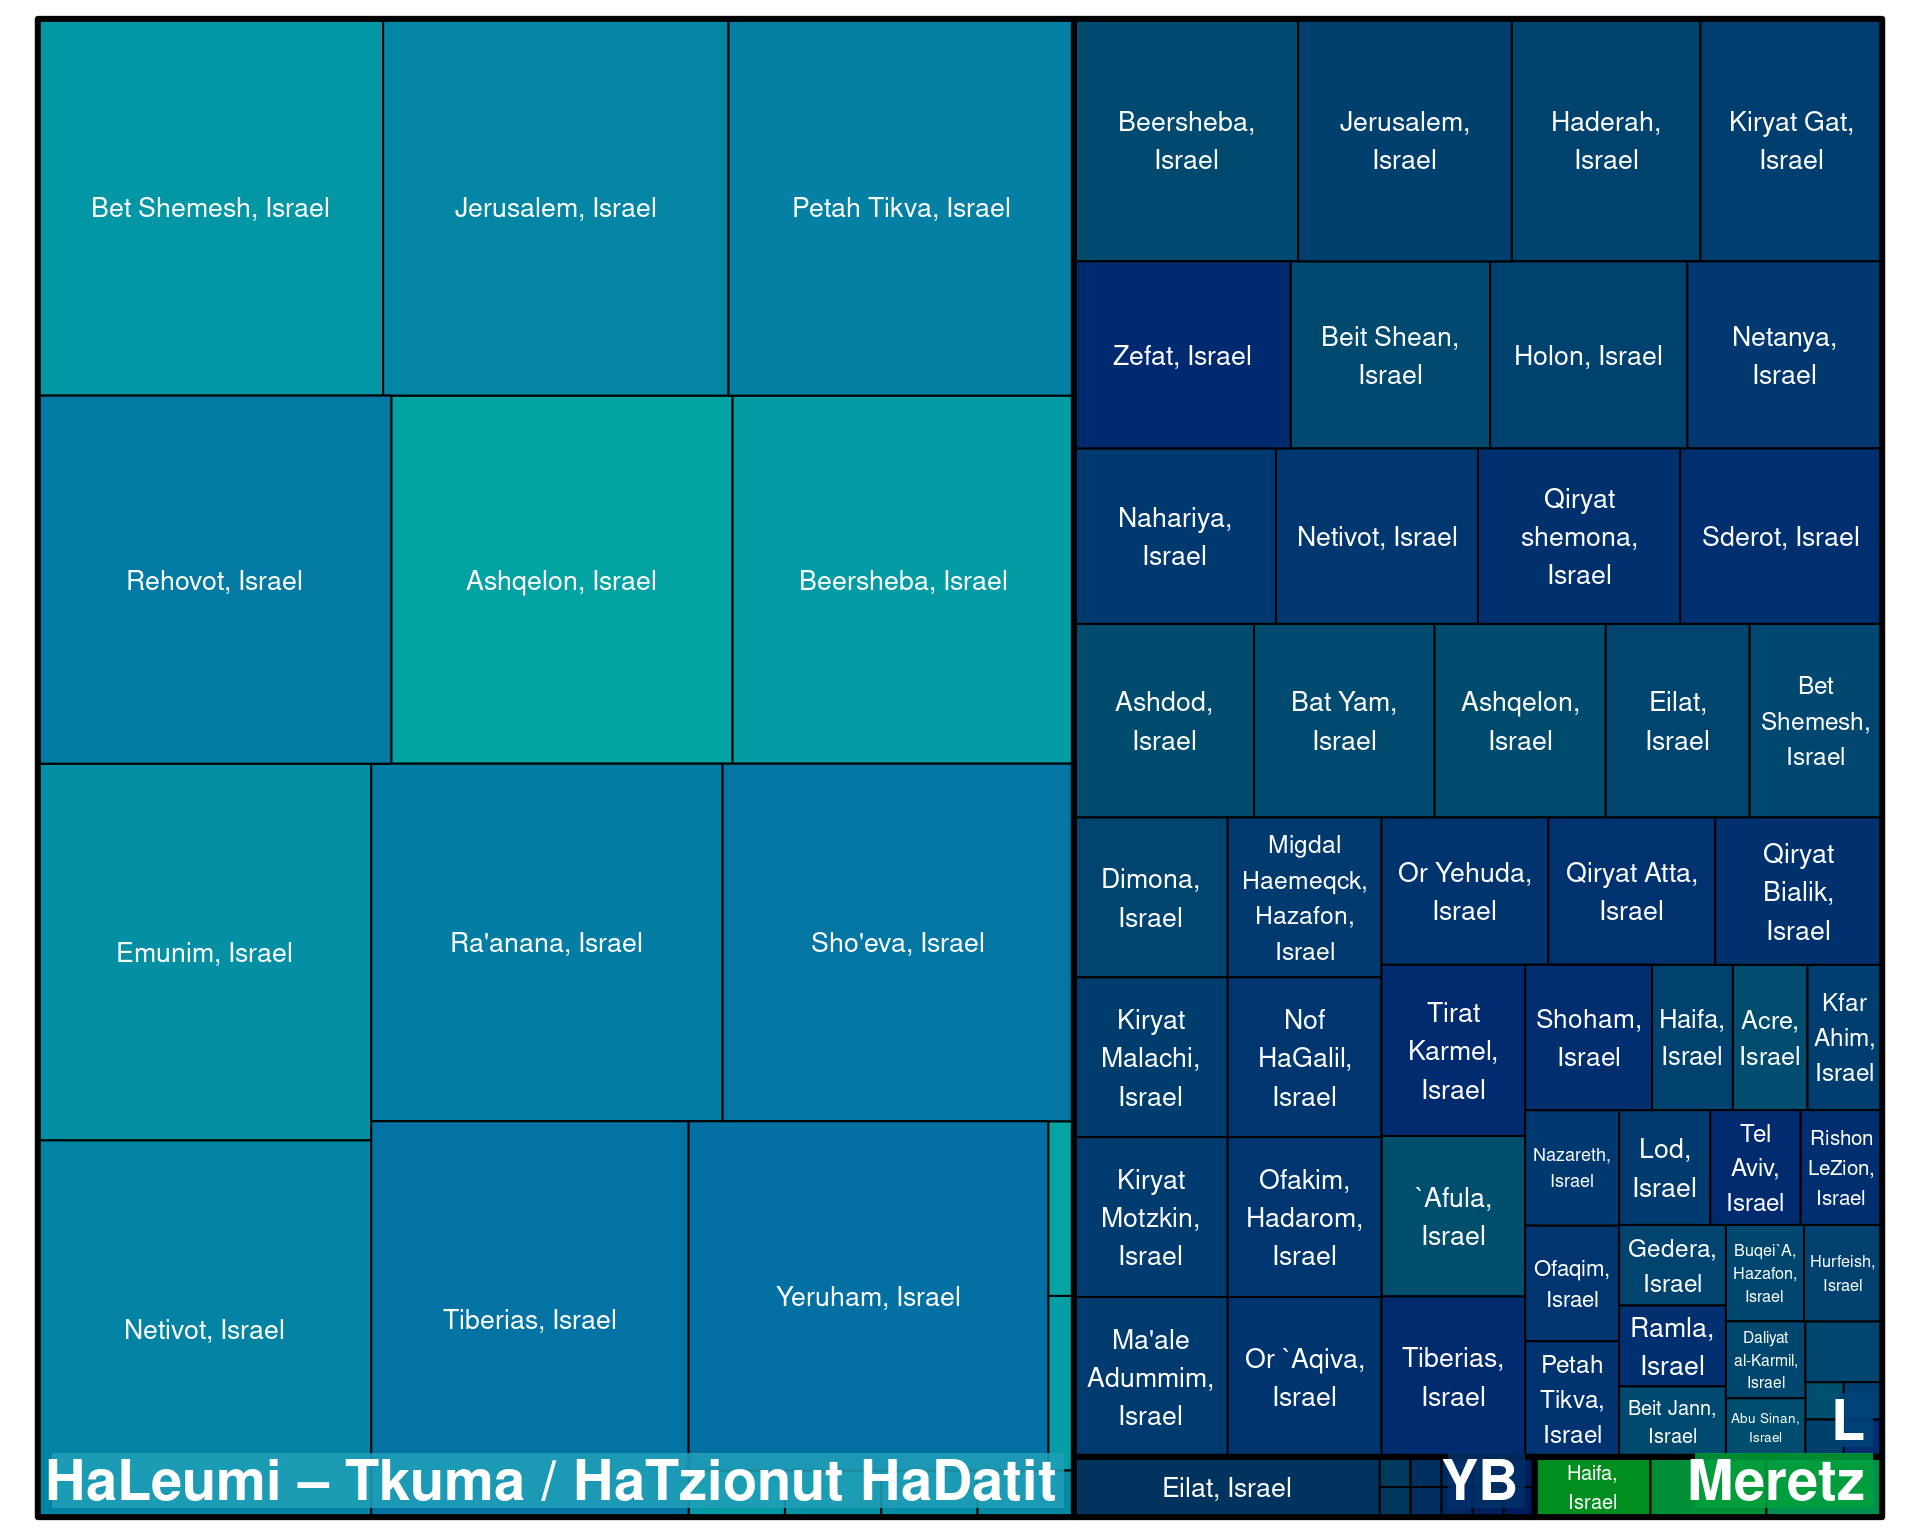 Bet Shemesh, Israel
Jerusalem, Israel
Petah Tikva, Israel
Rehovot, Israel
Ashqelon, Israel
Beersheba, Israel
Emunim, Israel
Ra'anana, Israel
Sho'eva, Israel
Netivot, Israel
Tiberias, Israel
Yeruham, Israel
HaLeumi – Tkuma / HaTzionut HaDatit
Beersheba,
Israel
Jerusalem,
Israel
Haderah,
Israel
Kiryat Gat,
Israel
Zefat, Israel
Beit Shean,
Israel
Holon, Israel
Netanya,
Israel
Nahariya,
Israel
Netivot, Israel
Qiryat
shemona,
Israel
Sderot, Israel
Ashdod,
Israel
Bat Yam,
Israel
Ashqelon,
Israel
Eilat,
Israel
Bet
Shemesh,
Israel
Dimona,
Israel
Migdal
Haemeqck,
Hazafon,
Israel
Or Yehuda,
Israel
Qiryat Atta,
Israel
Qiryat
Bialik,
Israel
Kiryat
Malachi,
Israel
Nof
HaGalil,
Israel
Tirat
Karmel,
Israel
Shoham,
Israel
Haifa,
Israel
Acre,
Israel
Kfar
Ahim,
Israel
Kiryat
Motzkin,
Israel
Ofakim,
Hadarom,
Israel
`Afula,
Israel
Nazareth,
Israel
Lod,
Israel
Tel
Aviv,
Israel
Rishon
LeZion,
Israel
Ofaqim,
Israel
Gedera,
Israel
Buqei`A,
Hazafon,
Israel
Hurfeish,
Israel
Ma'ale
Adummim,
Israel
Or `Aqiva,
Israel
Tiberias,
Israel
Petah
Tikva,
Israel
Ramla,
Israel
Daliyat
al-Karmil,
Israel
Beit Jann,
Israel
Abu Sinan,
Israel
L
Eilat, Israel
YB
Haifa,
Israel
Meretz